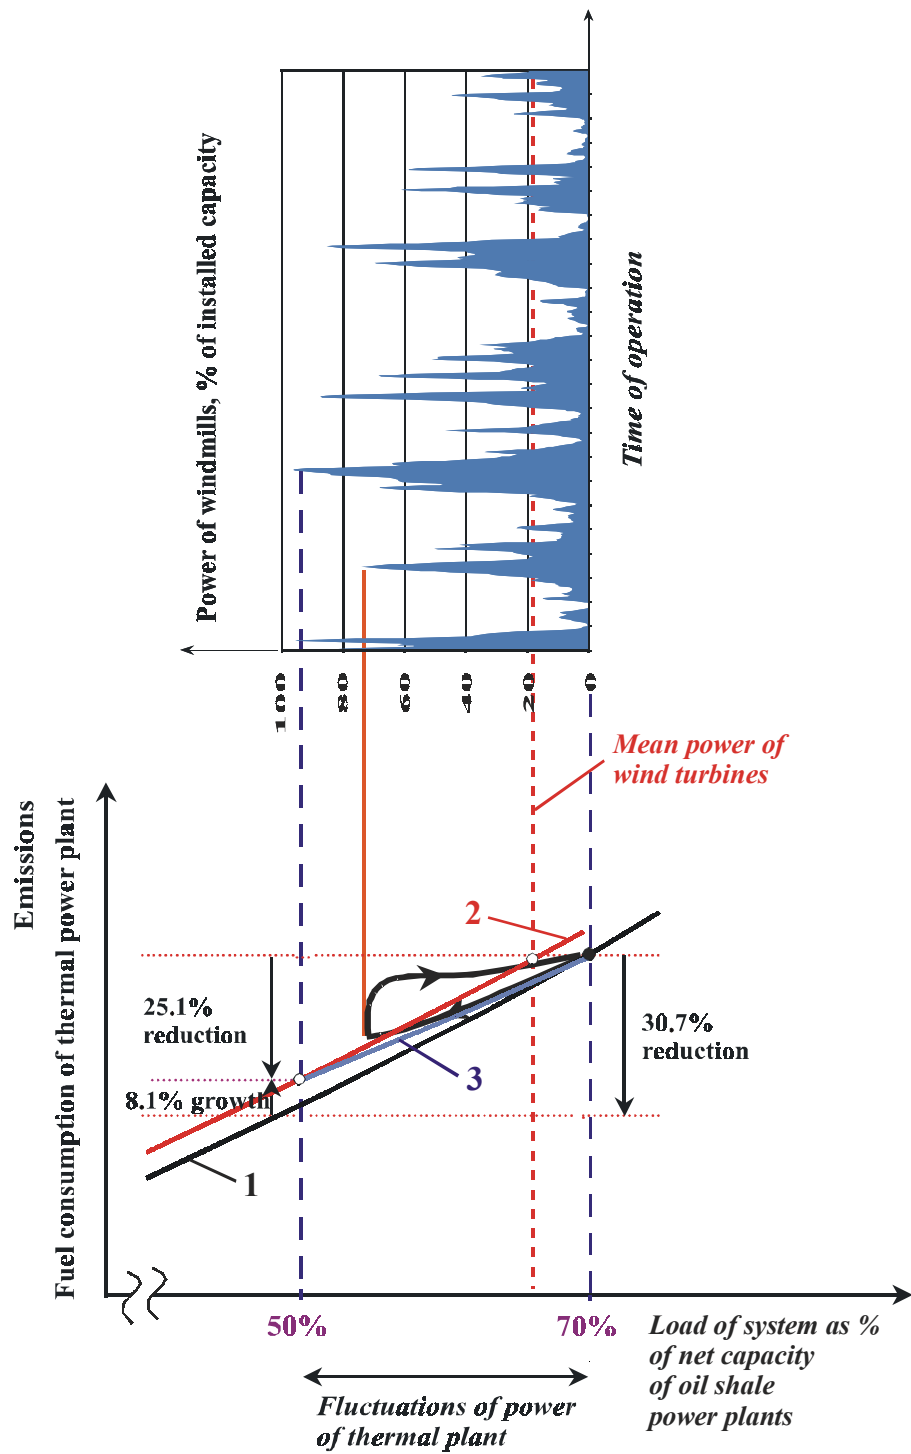 Power of windmills, % of installed capacity
Time of operation
100
80
60
40
20
0
Mean power of
wind turbines
Emissions
Fuel consumption of thermal power plant
2
25.1%
reduction
30.7%
reduction
3
8.1% growth
1
50%
70%
Load of system as %
of net capacity
of oil shale
power plants
Fluctuations of power
of thermal plant